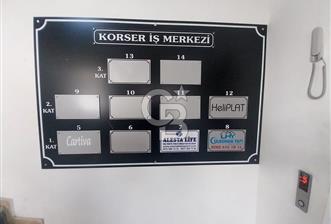 KORSER İŞ MERKEZİ
13 14
3. KAT
9 10 11 12
2. KAT
HeliPLAT
5 6 7 8
1. KAT
Cartiva
ALESTA LIFE